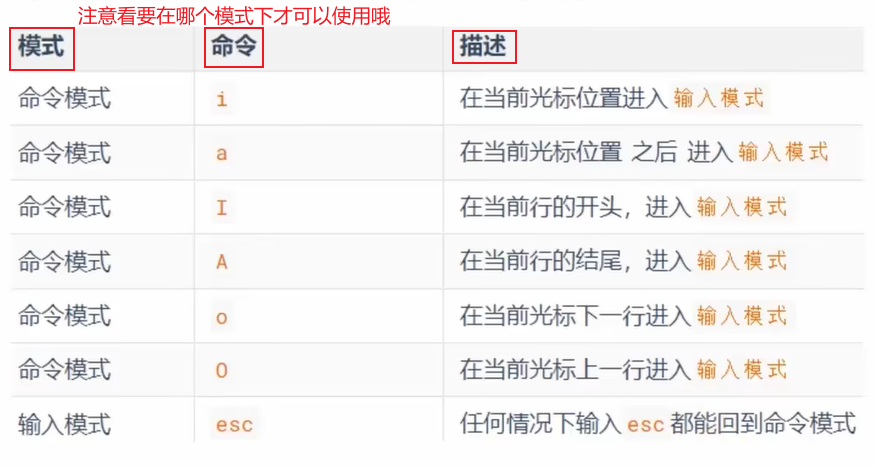 注意看要在哪个模式下才可以使用哦
模式 命令 描述
命令模式 i 在当前光标位置进入 输入模式
命令模式 a 在当前光标位置 之后 进入 输入模式
命令模式 I 在当前行的开头，进入 输入模式
命令模式 A 在当前行的结尾，进入 输入模式
命令模式 o 在当前光标下一行进入 输入模式
命令模式 O 在当前光标上一行进入 输入模式
输入模式 esc 任何情况下输入 esc 都能回到命令模式